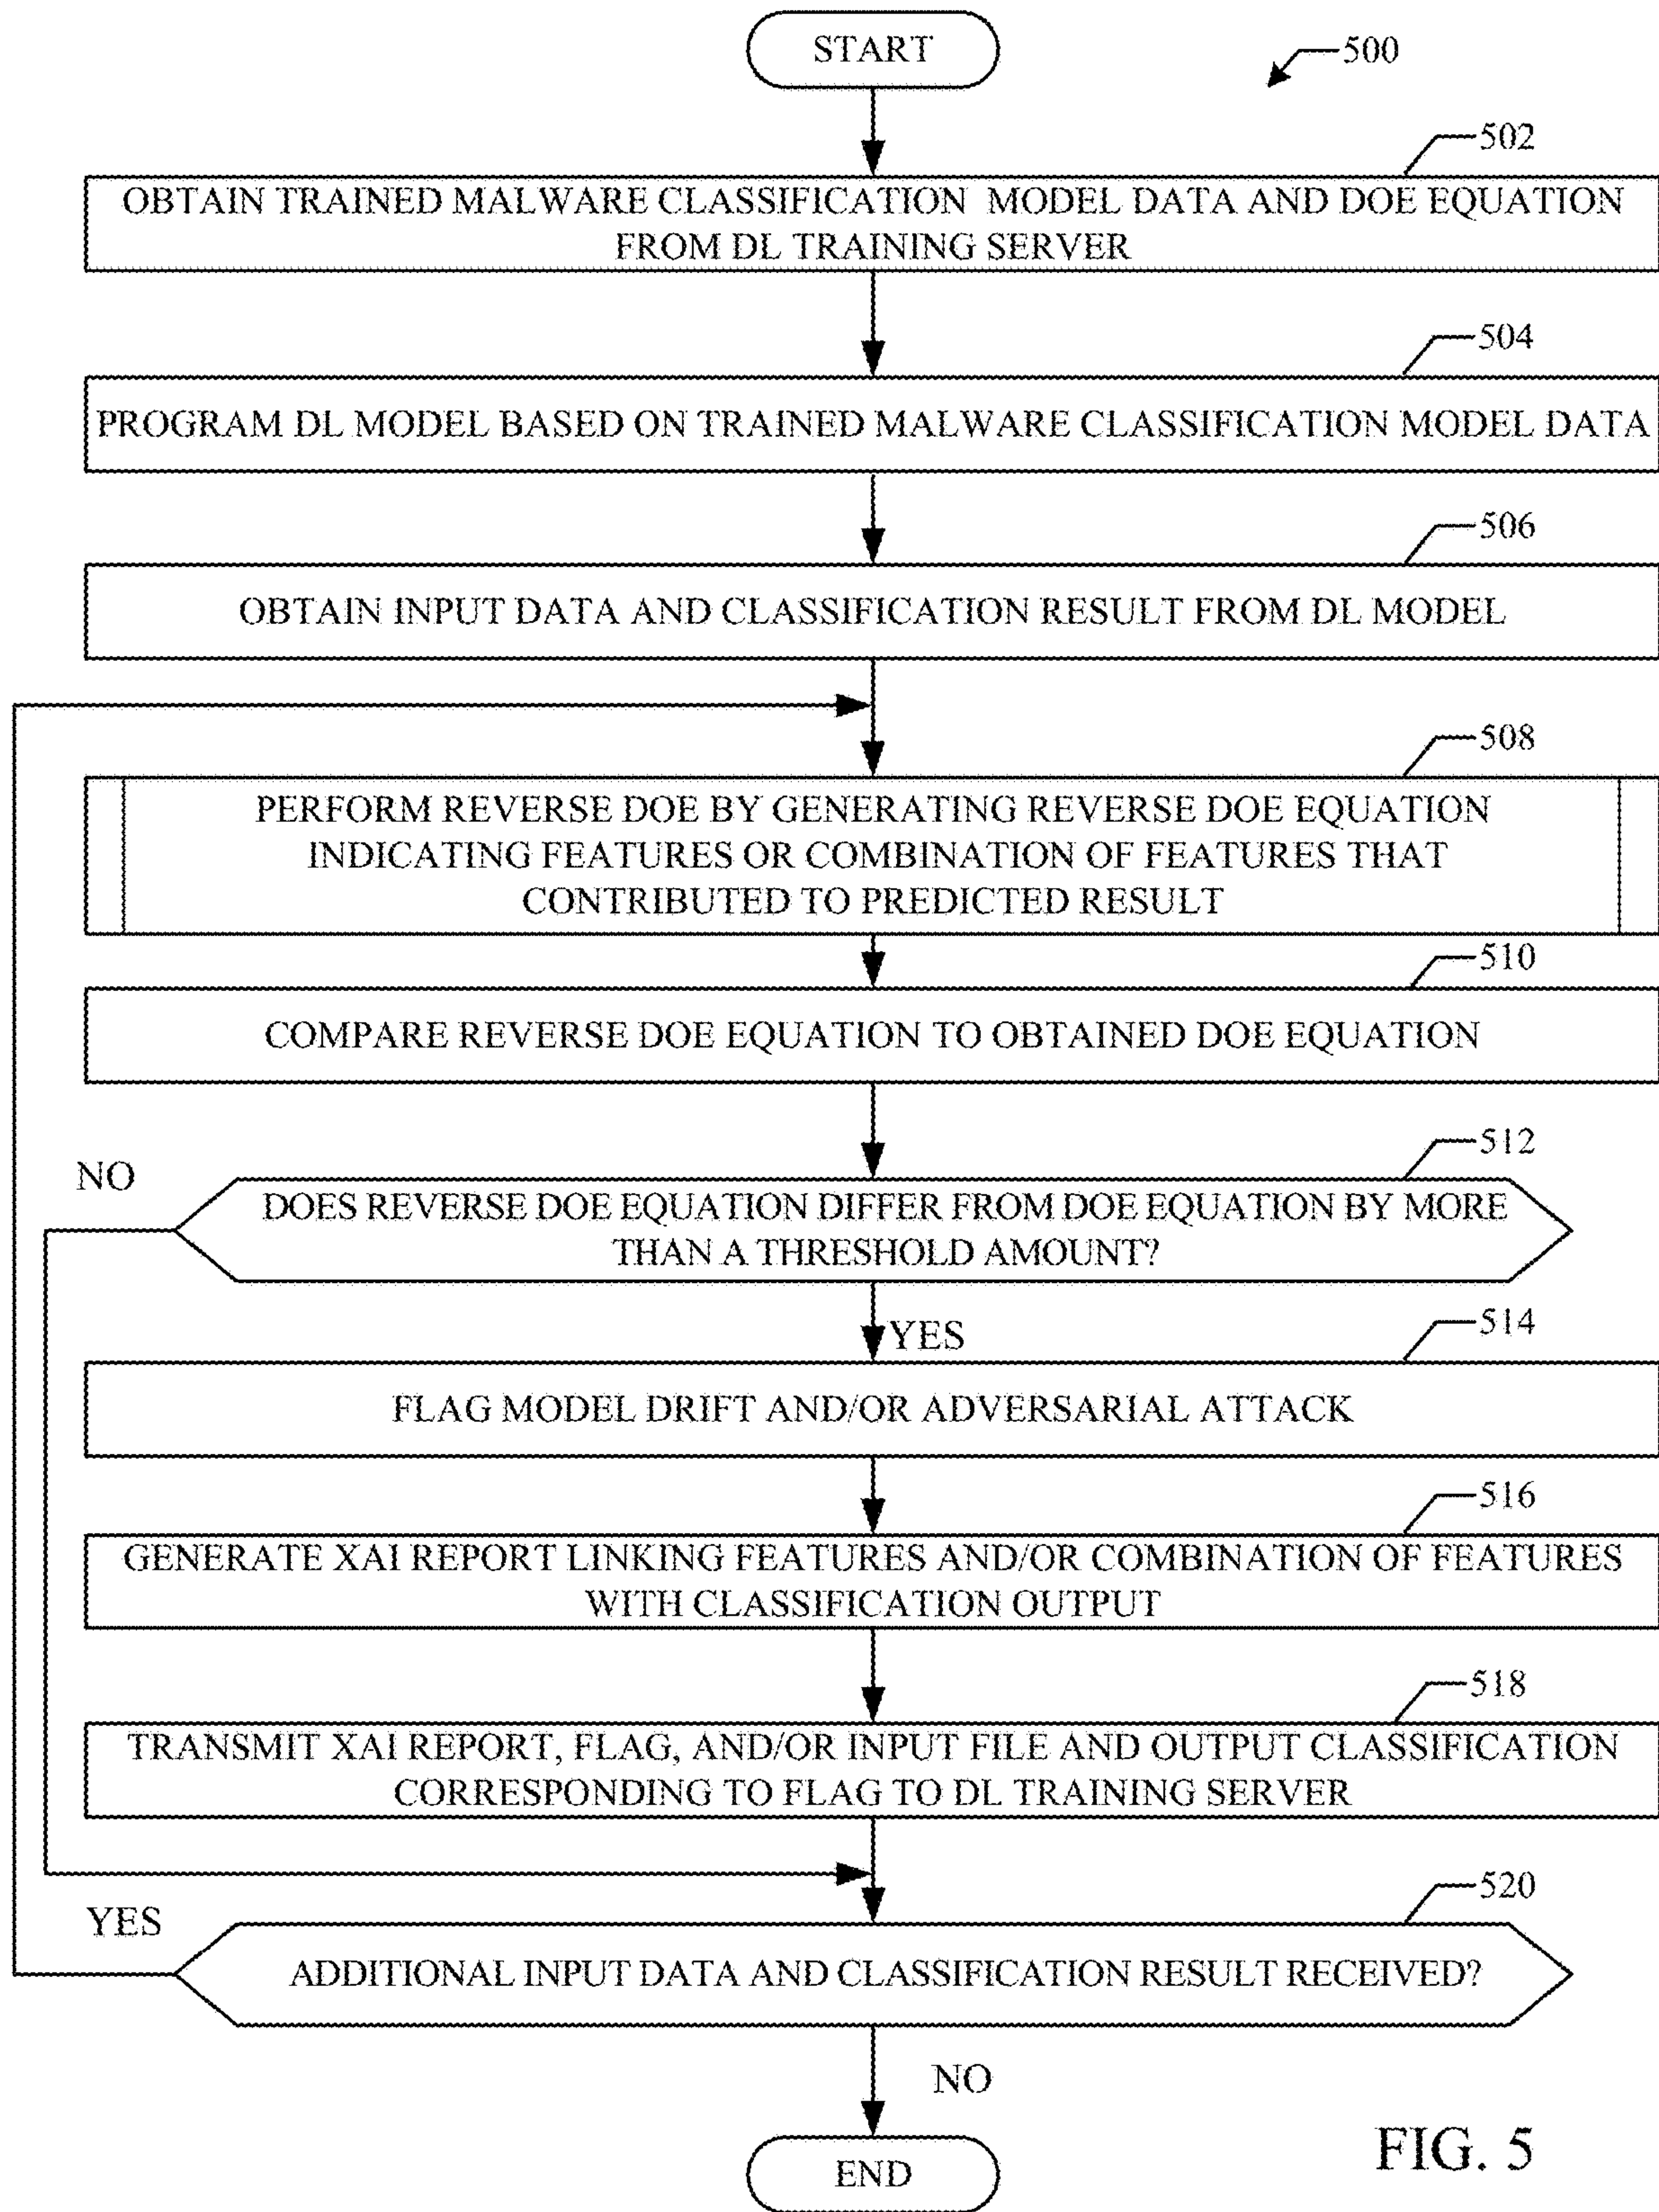 START
500
502
OBTAIN TRAINED MALWARE CLASSIFICATION MODEL DATA AND DOE EQUATION
FROM DL TRAINING SERVER
504
PROGRAM DL MODEL BASED ON TRAINED MALWARE CLASSIFICATION MODEL DATA
506
OBTAIN INPUT DATA AND CLASSIFICATION RESULT FROM DL MODEL
508
PERFORM REVERSE DOE BY GENERATING REVERSE DOE EQUATION
INDICATING FEATURES OR COMBINATION OF FEATURES THAT
CONTRIBUTED TO PREDICTED RESULT
510
COMPARE REVERSE DOE EQUATION TO OBTAINED DOE EQUATION
512
NO
DOES REVERSE DOE EQUATION DIFFER FROM DOE EQUATION BY MORE
THAN A THRESHOLD AMOUNT?
YES
514
FLAG MODEL DRIFT AND/OR ADVERSARIAL ATTACK
516
GENERATE XAI REPORT LINKING FEATURES AND/OR COMBINATION OF FEATURES
WITH CLASSIFICATION OUTPUT
518
TRANSMIT XAI REPORT, FLAG, AND/OR INPUT FILE AND OUTPUT CLASSIFICATION
CORRESPONDING TO FLAG TO DL TRAINING SERVER
520
YES
ADDITIONAL INPUT DATA AND CLASSIFICATION RESULT RECEIVED?
NO
END
FIG. 5